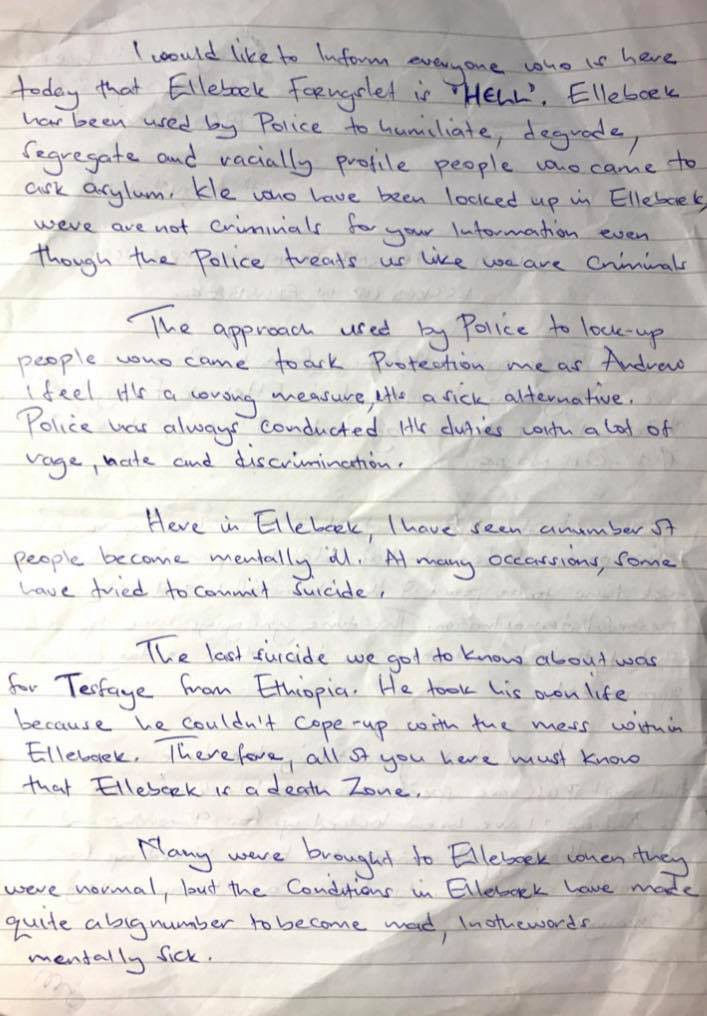 I would like to Inform everyone who is here
today that Ellebæk Fængslet is "HELL". Ellebæk
has been used by Police to humiliate, degrade,
segregate and racially profile people who came to
ask asylum. We who have been locked up in Ellebæk,
weve are not criminals for your Information even
though the Police treats us like we are criminals
The approach used by Police to lock-up
people who came to ask Protection me as Andrew
i feel it's a wrong measure, it's a sick alternative.
Police has always conducted it's duties with a lot of
rage, hate and discrimination.
Here in Ellebæk, I have seen a number of
people become mentally ill. At many occassions, some
have tried to commit suicide.
The last suicide we got to know about was
for Tesfaye from Ethiopia. He took his own life
because he couldn't cope-up with the mess within
Ellebæk. Therefore, all of you here must know
that Ellebæk is a death Zone.
Many were brought to Ellebæk when they
were normal, but the Conditions in Ellebæk have made
quite a big number to become mad, In othewords
mentally sick.